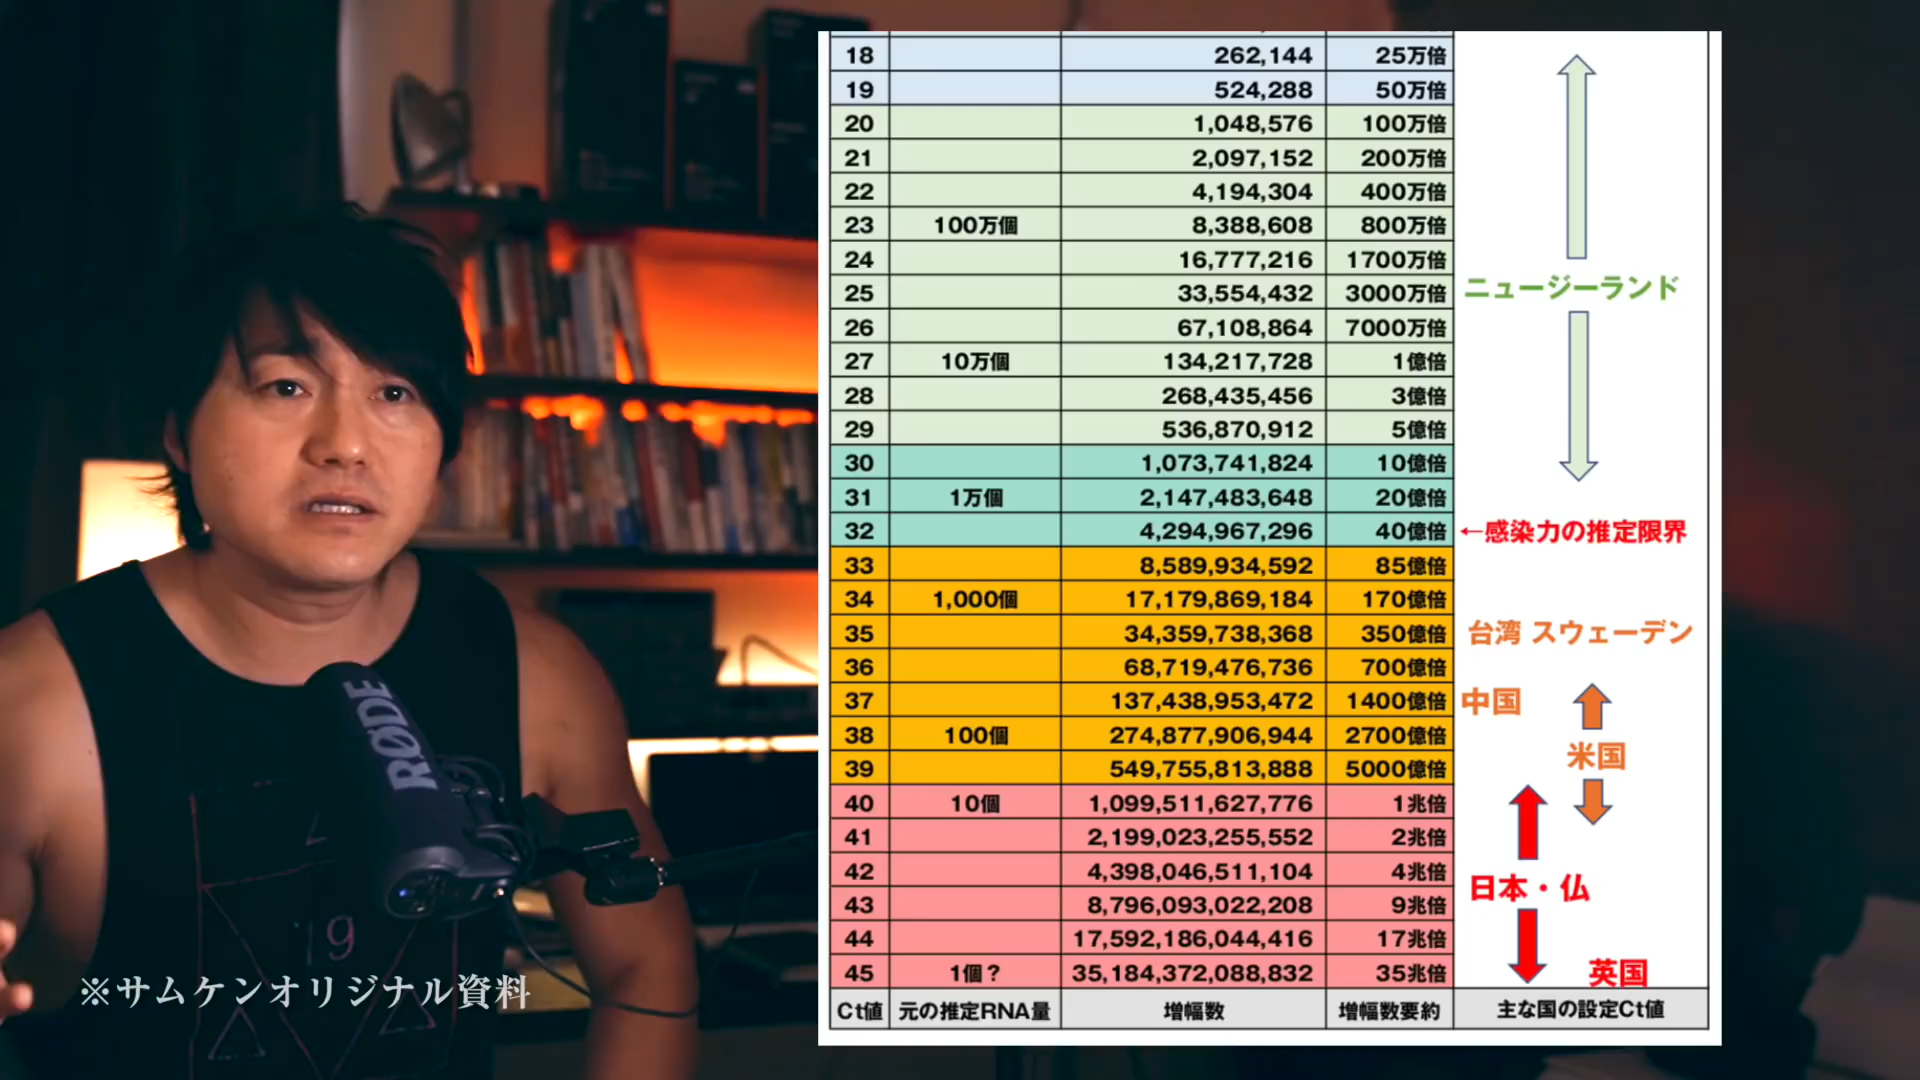 18 262,144 25万倍
19 524,288 50万倍
20 1,048,576 100万倍
21 2,097,152 200万倍
22 4,194,304 400万倍
23 100万個 8,388,608 800万倍
24 16,777,216 1700万倍
25 33,554,432 3000万倍
ニュージーランド
26 67,108,864 7000万倍
27 10万個 134,217,728 1億倍
28 268,435,456 3億倍
29 536,870,912 5億倍
30 1,073,741,824 10億倍
31 1万個 2,147,483,648 20億倍
32 4,294,967,296 40億倍 ←感染力の推定限界
33 8,589,934,592 85億倍
34 1,000個 17,179,869,184 170億倍
35 34,359,738,368 350億倍 台湾 スウェーデン
36 68,719,476,736 700億倍
37 137,438,953,472 1400億倍 中国
38 100個 274,877,906,944 2700億倍 米国
39 549,755,813,888 5000億倍
40 10個 1,099,511,627,776 1兆倍
41 2,199,023,255,552 2兆倍
42 4,398,046,511,104 4兆倍
43 8,796,093,022,208 9兆倍 日本・仏
44 17,592,186,044,416 17兆倍
45 1個？ 35,184,372,088,832 35兆倍 英国
Ct値 元の推定RNA量 増幅数 増幅数要約 主な国の設定Ct値
RØDE
19
※サムケンオリジナル資料